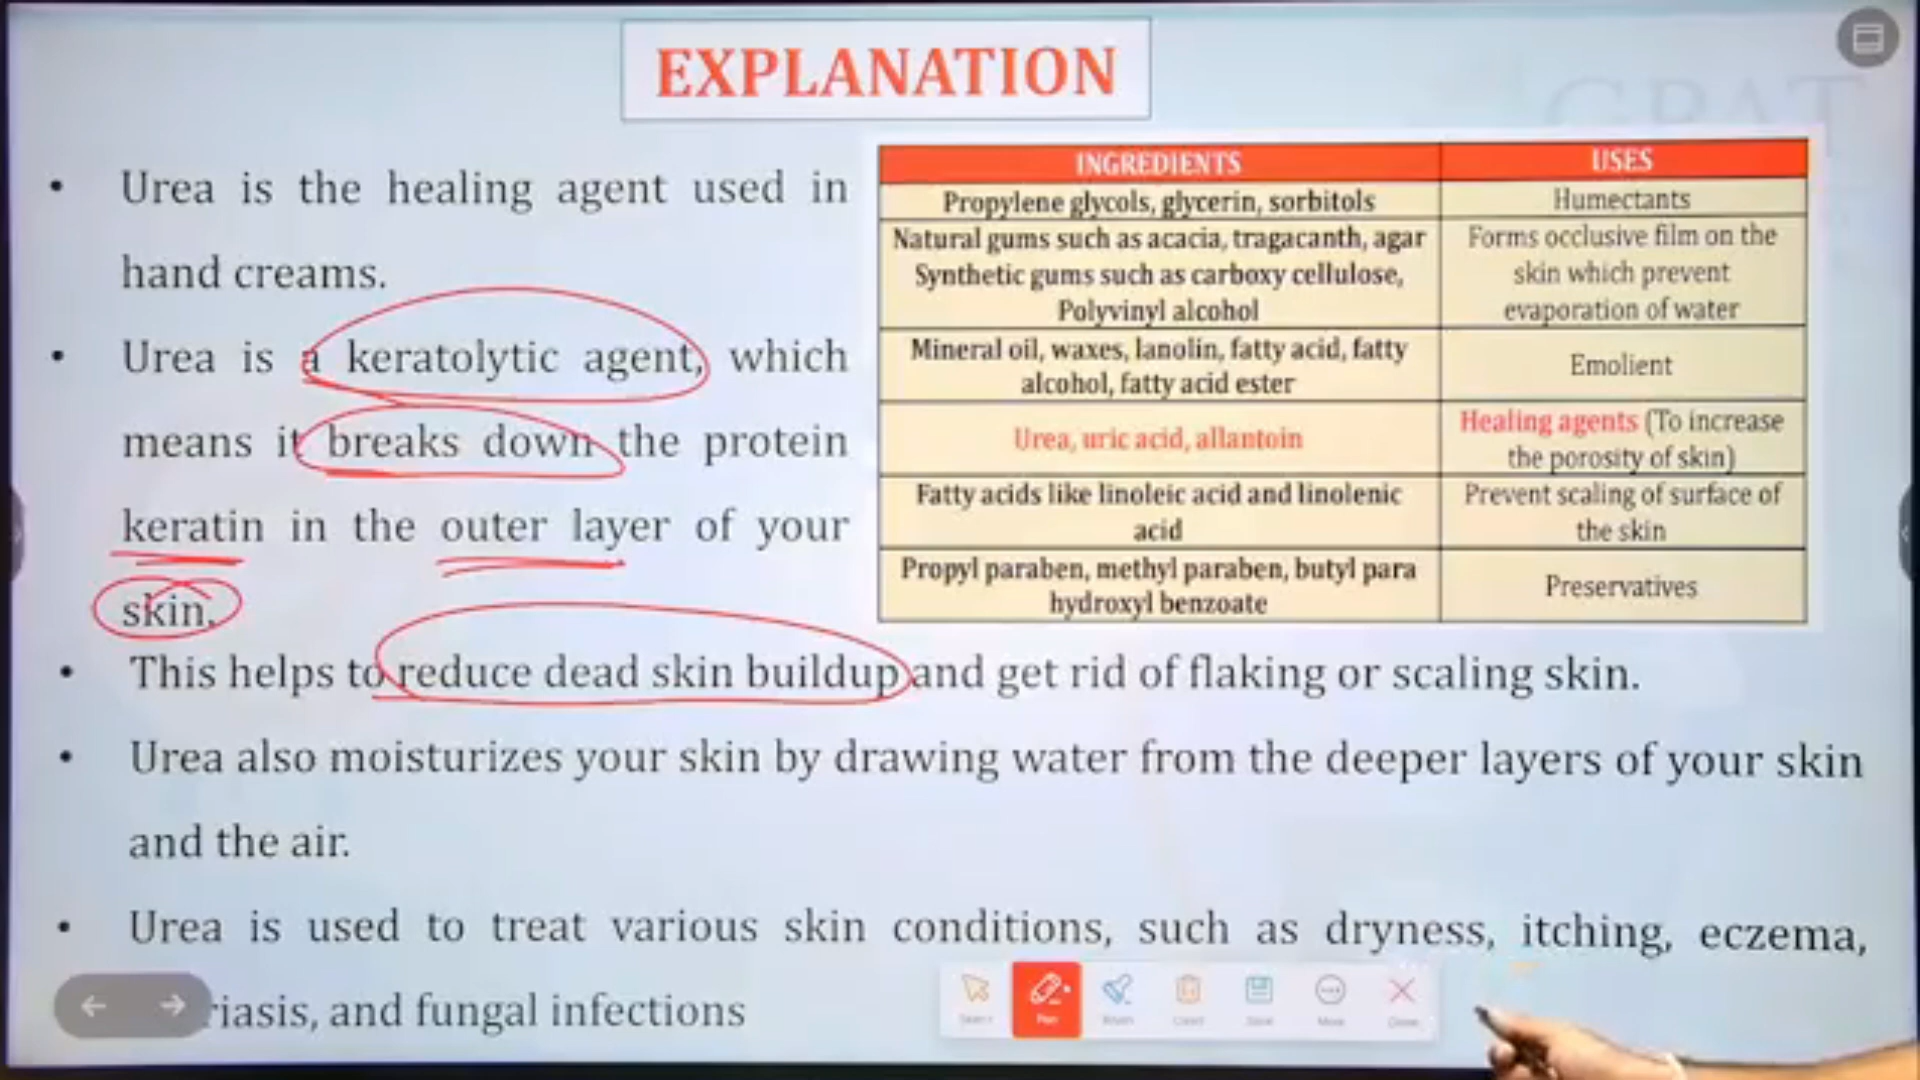 EXPLANATION
GPAT
• Urea is the healing agent used in
hand creams.
• Urea is a keratolytic agent, which
means it breaks down the protein
keratin in the outer layer of your
skin.
INGREDIENTS USES
Propylene glycols, glycerin, sorbitols Humectants
Natural gums such as acacia, tragacanth, agar
Synthetic gums such as carboxy cellulose,
Polyvinyl alcohol
Forms occlusive film on the
skin which prevent
evaporation of water
Mineral oil, waxes, lanolin, fatty acid, fatty
alcohol, fatty acid ester
Emolient
Urea, uric acid, allantoin
Healing agents (To increase
the porosity of skin)
Fatty acids like linoleic acid and linolenic
acid
Prevent scaling of surface of
the skin
Propyl paraben, methyl paraben, butyl para
hydroxyl benzoate
Preservatives
• This helps to reduce dead skin buildup and get rid of flaking or scaling skin.
• Urea also moisturizes your skin by drawing water from the deeper layers of your skin
and the air.
• Urea is used to treat various skin conditions, such as dryness, itching, eczema,
riasis, and fungal infections